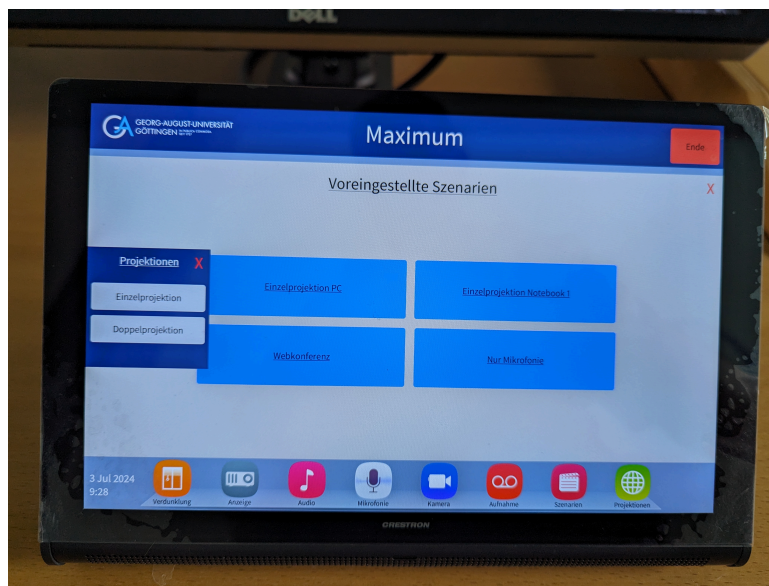 DELL
GEORG-AUGUST-UNIVERSITÄT
GÖTTINGEN
Maximum
Ende
Voreingestellte Szenarien
X
Projektionen X
Einzelprojektion
Doppelprojektion
Einzelprojektion PC
Einzelprojektion Notebook 1
Webkonferenz
Nur Mikrofonie
3 Jul 2024
9:28
Verdunklung
Anzeige
Audio
Mikrofonie
Kamera
Aufnahme
Szenarien
Projektionen
CRESTRON